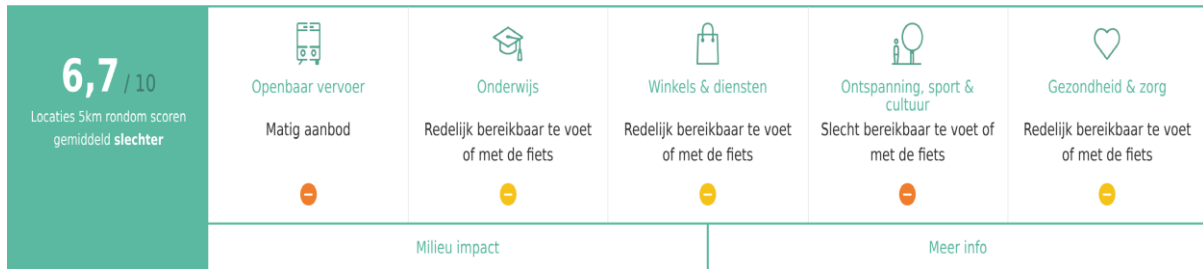 6,7 / 10
Locaties 5km rondom scoren
gemiddeld slechter
Openbaar vervoer
Matig aanbod
Onderwijs
Redelijk bereikbaar te voet
of met de fiets
Winkels & diensten
Redelijk bereikbaar te voet
of met de fiets
Ontspanning, sport &
cultuur
Slecht bereikbaar te voet of
met de fiets
Gezondheid & zorg
Redelijk bereikbaar te voet
of met de fiets
Milieu impact
Meer info